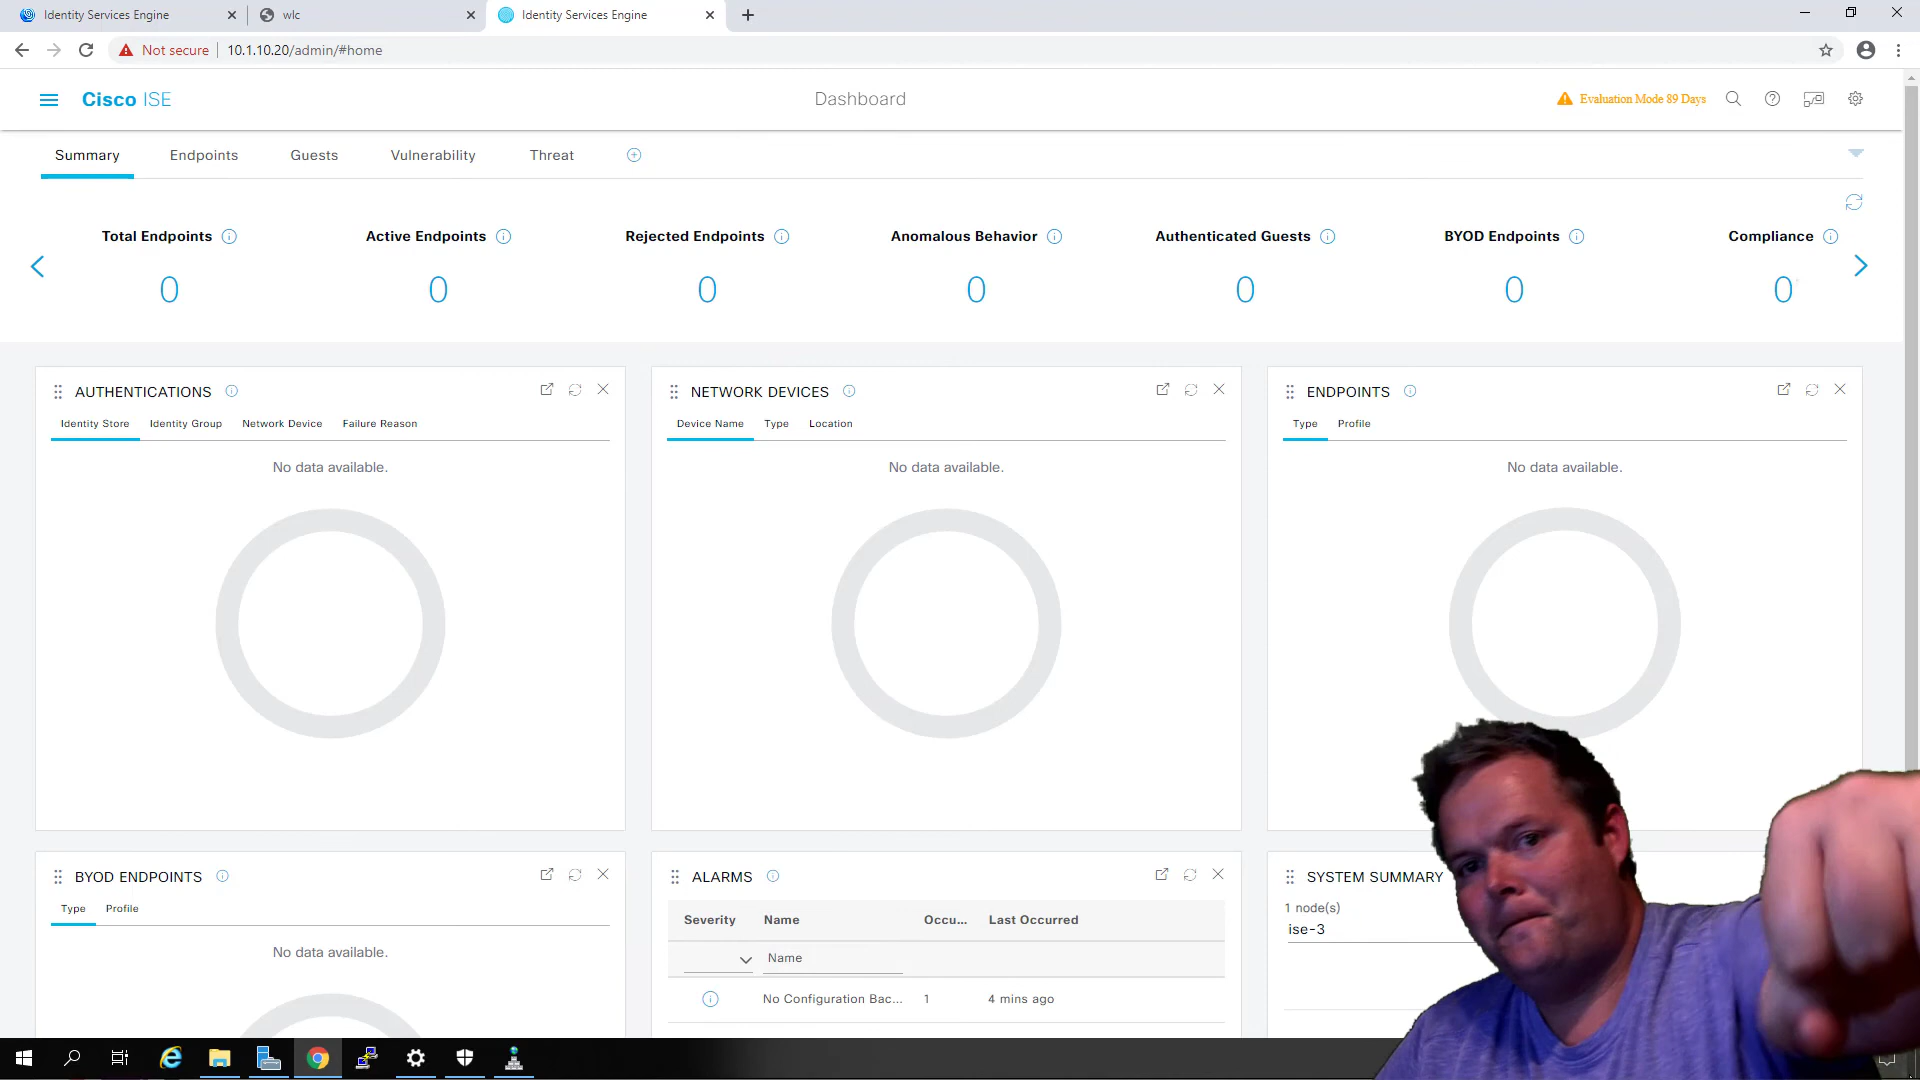 Identity Services Engine
wlc
Identity Services Engine
Not secure
10.1.10.20/admin/#home
Cisco ISE
Dashboard
Evaluation Mode 89 Days
Summary
Endpoints
Guests
Vulnerability
Threat
Total Endpoints
Active Endpoints
Rejected Endpoints
Anomalous Behavior
Authenticated Guests
BYOD Endpoints
Compliance
0
0
0
0
0
0
0
AUTHENTICATIONS
Identity Store
Identity Group
Network Device
Failure Reason
No data available.
NETWORK DEVICES
Device Name
Type
Location
No data available.
ENDPOINTS
Type
Profile
No data available.
BYOD ENDPOINTS
Type
Profile
No data available.
ALARMS
Severity
Name
Occu...
Last Occurred
Name
No Configuration Bac...
1
4 mins ago
SYSTEM SUMMARY
1 node(s)
ise-3